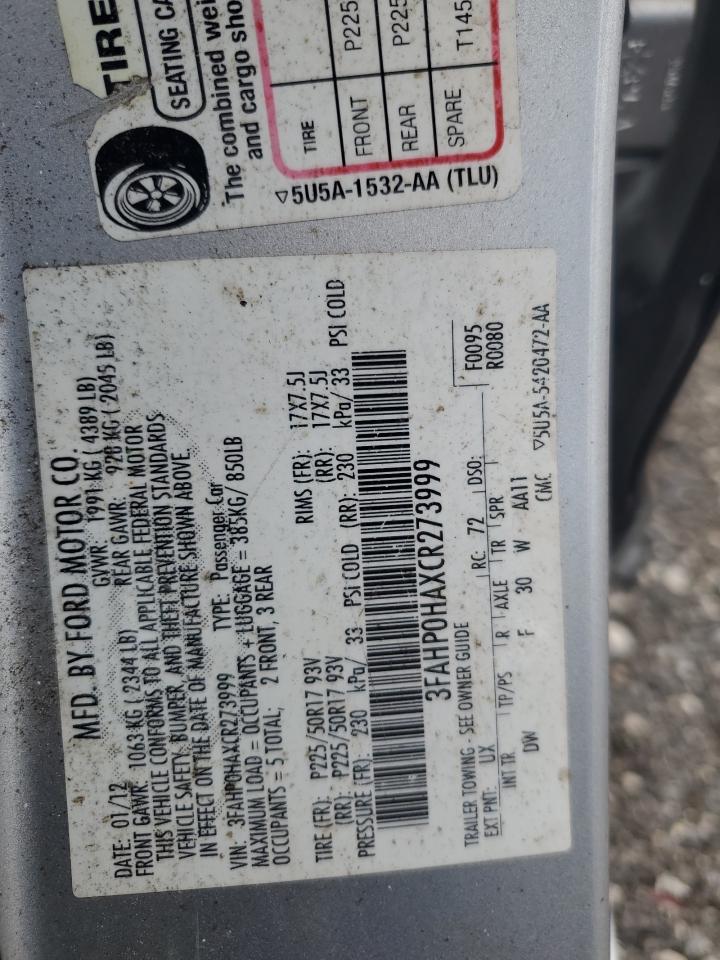 TIRE
SEATING CA
The combined wei
and cargo sho
TIRE
FRONT P225
REAR P225
SPARE T145
▽5U5A-1532-AA (TLU)
MFD. BY FORD MOTOR CO.
DATE: 01/12 GVWR: 1991 KG ( 4389 LB)
FRONT GAWR: 1063 KG ( 2344 LB) REAR GAWR: 928 KG ( 2045 LB)
THIS VEHICLE CONFORMS TO ALL APPLICABLE FEDERAL MOTOR
VEHICLE SAFETY, BUMPER, AND THEFT PREVENTION STANDARDS
IN EFFECT ON THE DATE OF MANUFACTURE SHOWN ABOVE.
VIN: 3FAHP0HAXCR273999 TYPE: Passenger Car
MAXIMUM LOAD = OCCUPANTS + LUGGAGE = 385KG/ 850LB
OCCUPANTS = 5 TOTAL; 2 FRONT, 3 REAR
TIRE (FR): P225/50R17 93V RIMS (FR): 17X7.5J
(RR): P225/50R17 93V (RR): 17X7.5J
PRESSURE (FR): 230 kPa/ 33 PSI COLD (RR): 230 kPa/ 33 PSI COLD
3FAHP0HAXCR273999
TRAILER TOWING - SEE OWNER GUIDE F0095
EXT PNT: UX RC: 72 DSO: R0080
INT TR TP/PS R AXLE TR SPR
DW F 30 W AA11
CMC ▽5U5A-5420472-AA